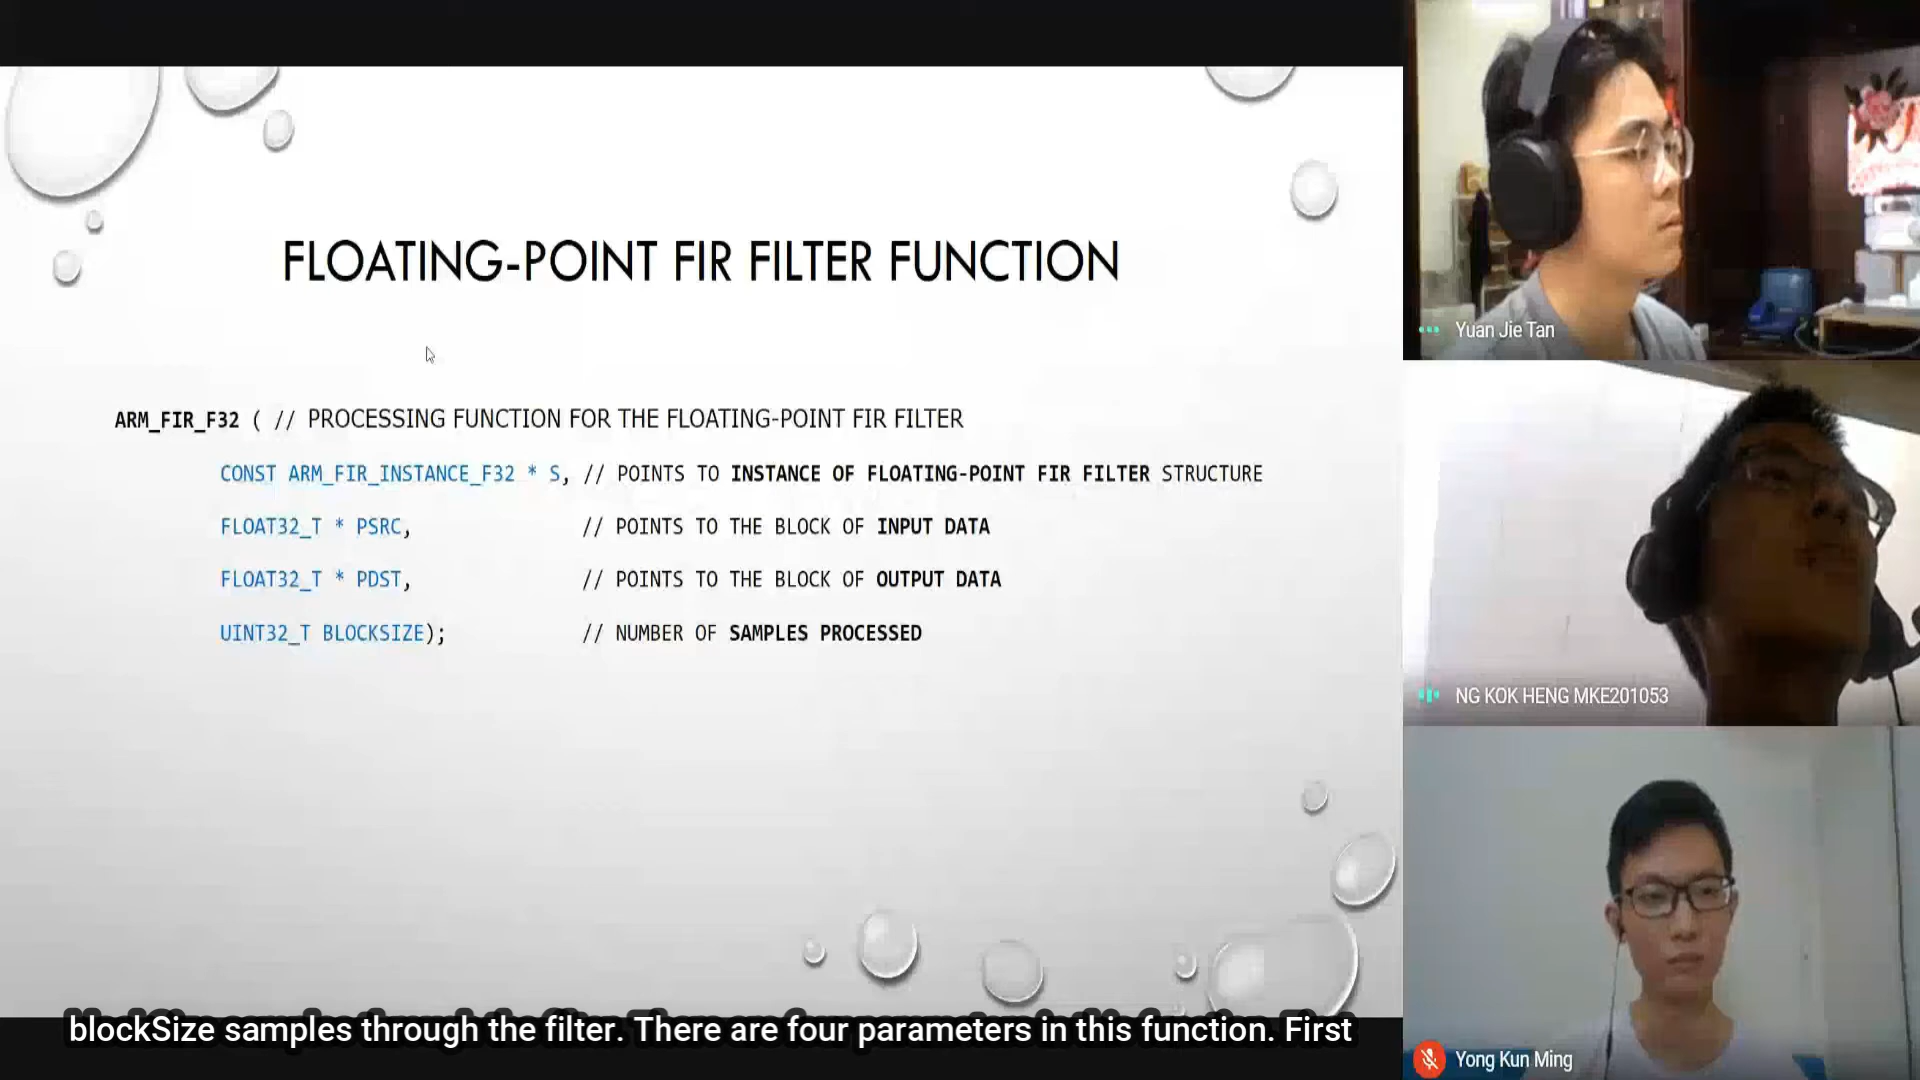 FLOATING-POINT FIR FILTER FUNCTION
ARM_FIR_F32 ( // PROCESSING FUNCTION FOR THE FLOATING-POINT FIR FILTER
CONST ARM_FIR_INSTANCE_F32 * S, // POINTS TO INSTANCE OF FLOATING-POINT FIR FILTER STRUCTURE
FLOAT32_T * PSRC, // POINTS TO THE BLOCK OF INPUT DATA
FLOAT32_T * PDST, // POINTS TO THE BLOCK OF OUTPUT DATA
UINT32_T BLOCKSIZE); // NUMBER OF SAMPLES PROCESSED
blockSize samples through the filter. There are four parameters in this function. First
Yuan Jie Tan
NG KOK HENG MKE201053
Yong Kun Ming